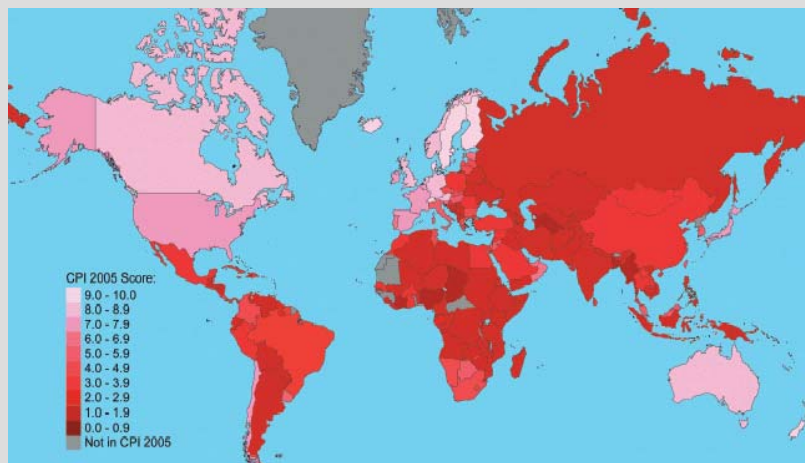 CPI 2005 Score:
9.0 - 10.0
8.0 - 8.9
7.0 - 7.9
6.0 - 6.9
5.0 - 5.9
4.0 - 4.9
3.0 - 3.9
2.0 - 2.9
1.0 - 1.9
0.0 - 0.9
Not in CPI 2005